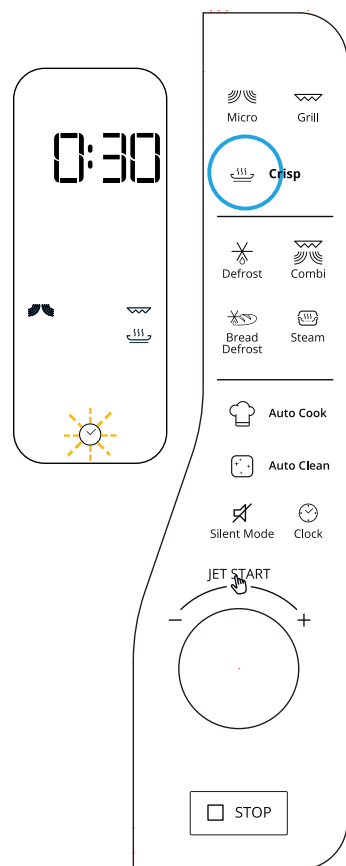 0:30
Micro
Grill
Crisp
Defrost
Combi
Bread
Defrost
Steam
Auto Cook
Auto Clean
Silent Mode
Clock
JET START
− +
STOP